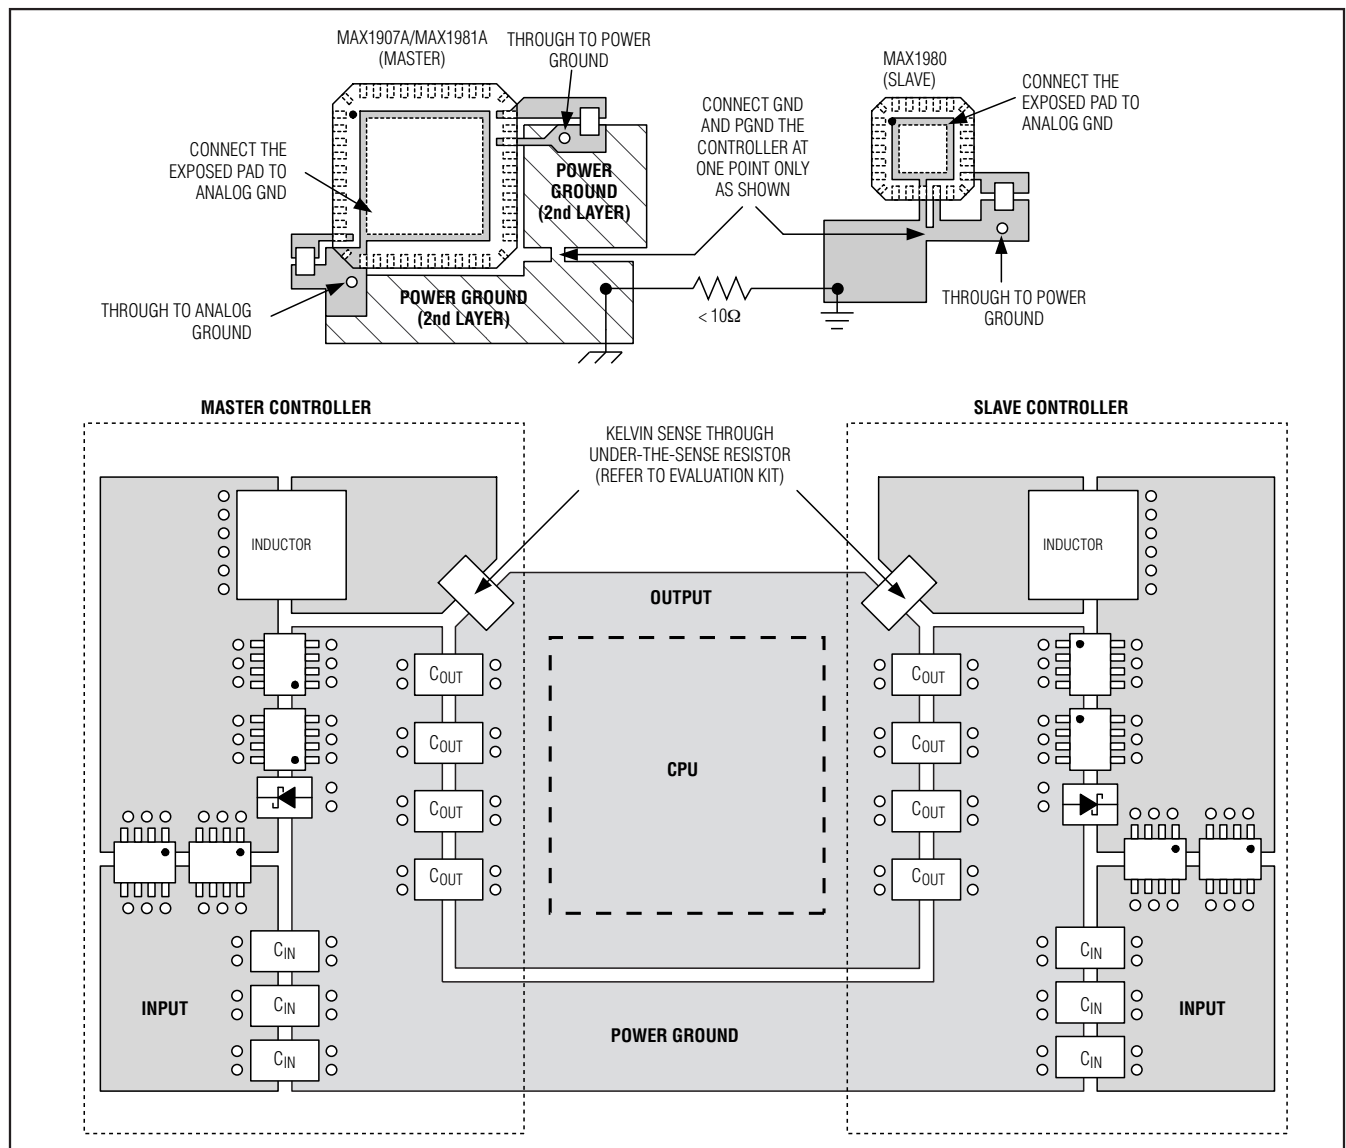 MAX1907A/MAX1981A
(MASTER)
THROUGH TO POWER
GROUND
MAX1980
(SLAVE)
CONNECT THE
EXPOSED PAD TO
ANALOG GND
CONNECT GND
AND PGND THE
CONTROLLER AT
ONE POINT ONLY
AS SHOWN
CONNECT THE
EXPOSED PAD TO
ANALOG GND
POWER
GROUND
(2nd LAYER)
THROUGH TO ANALOG
GROUND
POWER GROUND
(2nd LAYER)
< 10Ω
THROUGH TO POWER
GROUND
MASTER CONTROLLER
SLAVE CONTROLLER
KELVIN SENSE THROUGH
UNDER-THE-SENSE RESISTOR
(REFER TO EVALUATION KIT)
INDUCTOR
INDUCTOR
OUTPUT
COUT
COUT
COUT
COUT
CPU
COUT
COUT
COUT
COUT
CIN
CIN
CIN
INPUT
POWER GROUND
CIN
CIN
CIN
INPUT